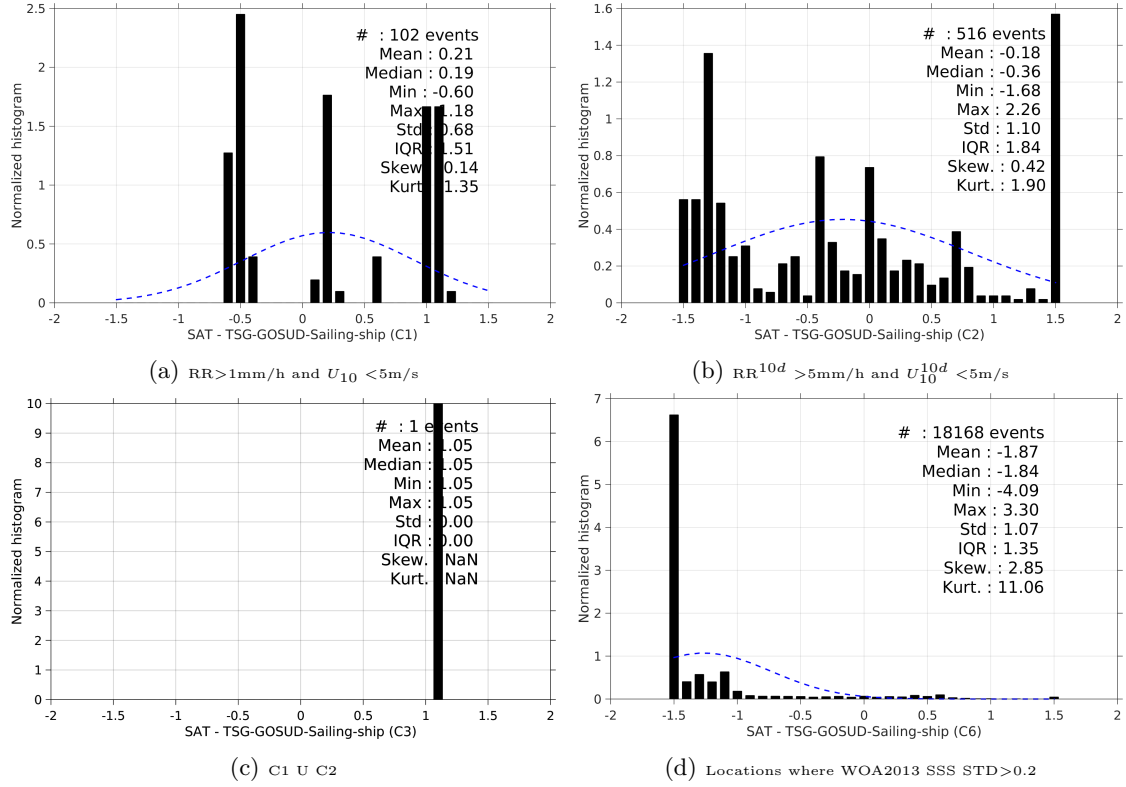 2.5
2
1.5
1
0.5
0
Normalized histogram
# : 102 events
Mean : 0.21
Median : 0.19
Min : -0.60
Max : 1.18
Std : 0.68
IQR : 1.51
Skew. 0.14
Kurt. 1.35
-2 -1.5 -1 -0.5 0 0.5 1 1.5 2
SAT - TSG-GOSUD-Sailing-ship (C1)
(a) RR>1mm/h and U10 <5m/s
1.6
1.4
1.2
1
0.8
0.6
0.4
0.2
0
Normalized histogram
# : 516 events
Mean : -0.18
Median : -0.36
Min : -1.68
Max : 2.26
Std : 1.10
IQR : 1.84
Skew. : 0.42
Kurt. : 1.90
-2 -1.5 -1 -0.5 0 0.5 1 1.5 2
SAT - TSG-GOSUD-Sailing-ship (C2)
(b) RR^10d >5mm/h and U10^10d <5m/s
10
9
8
7
6
5
4
3
2
1
0
Normalized histogram
# : 1 events
Mean : 1.05
Median : 1.05
Min : 1.05
Max : 1.05
Std : 0.00
IQR : 0.00
Skew. NaN
Kurt. NaN
-2 -1.5 -1 -0.5 0 0.5 1 1.5 2
SAT - TSG-GOSUD-Sailing-ship (C3)
(c) C1 U C2
7
6
5
4
3
2
1
0
Normalized histogram
# : 18168 events
Mean : -1.87
Median : -1.84
Min : -4.09
Max : 3.30
Std : 1.07
IQR : 1.35
Skew. : 2.85
Kurt. : 11.06
-2 -1.5 -1 -0.5 0 0.5 1 1.5 2
SAT - TSG-GOSUD-Sailing-ship (C6)
(d) Locations where WOA2013 SSS STD>0.2